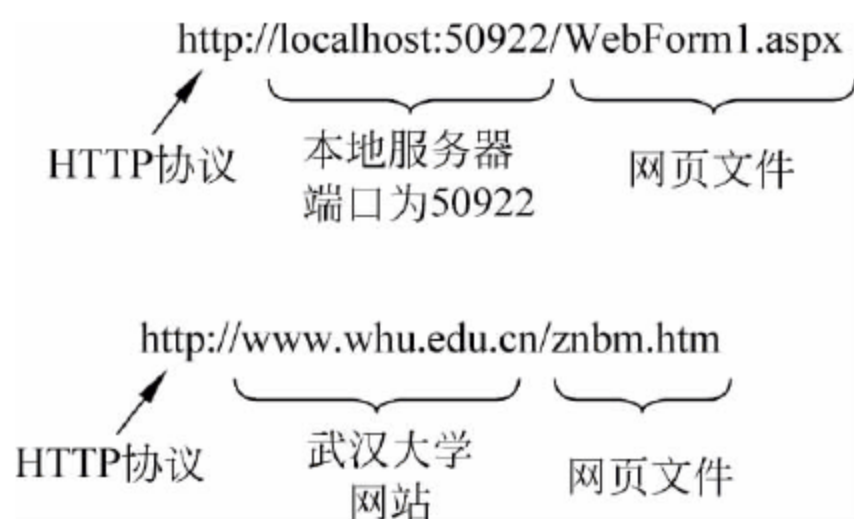 http://localhost:50922/WebForm1.aspx
HTTP协议
本地服务器
端口为50922
网页文件
http://www.whu.edu.cn/znbm.htm
HTTP协议
武汉大学
网站
网页文件